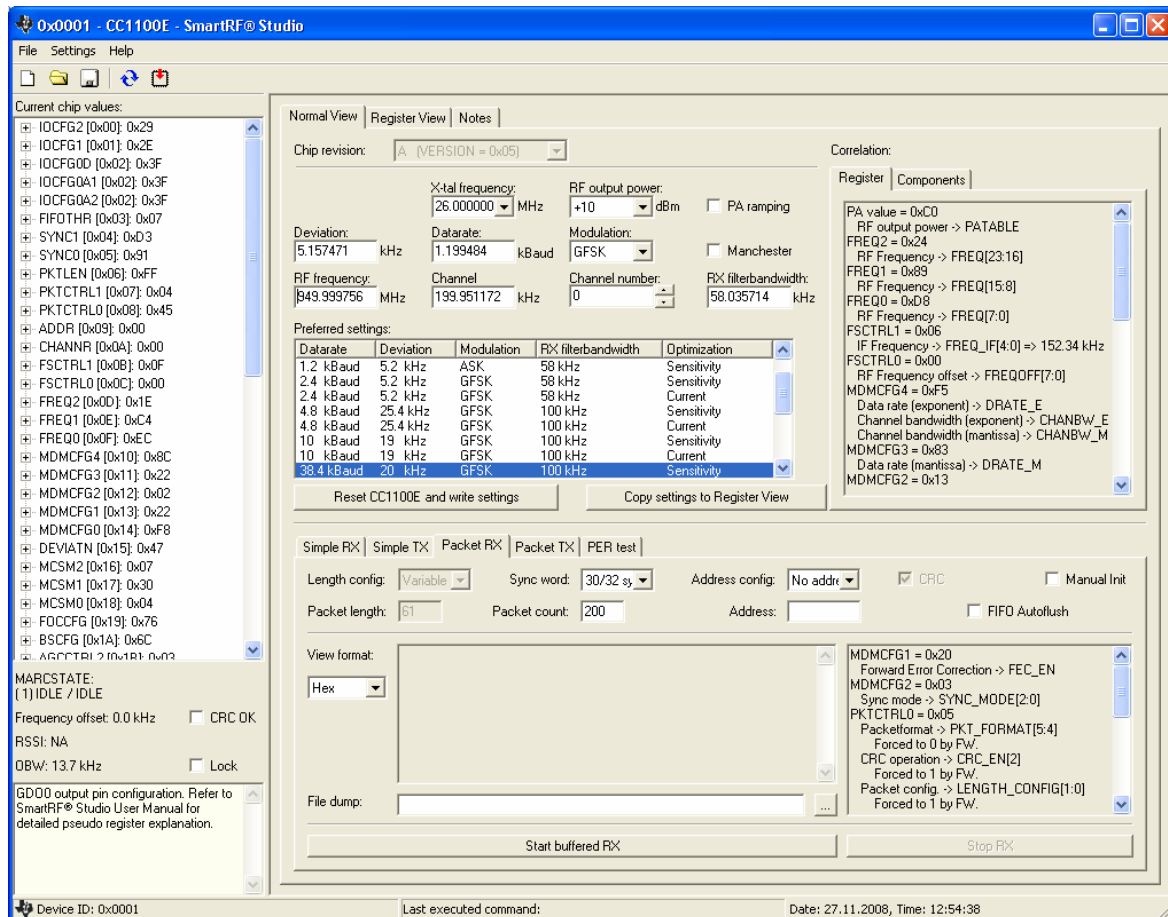 0x0001 - CC1100E - SmartRF® Studio
File Settings Help
Current chip values:
IOCFG2 [0x00]: 0x29
IOCFG1 [0x01]: 0x2E
IOCFG0D [0x02]: 0x3F
IOCFG0A1 [0x02]: 0x3F
IOCFG0A2 [0x02]: 0x3F
FIFOTHR [0x03]: 0x07
SYNC1 [0x04]: 0xD3
SYNC0 [0x05]: 0x91
PKTLEN [0x06]: 0xFF
PKTCTRL1 [0x07]: 0x04
PKTCTRL0 [0x08]: 0x45
ADDR [0x09]: 0x00
CHANNR [0x0A]: 0x00
FSCTRL1 [0x0B]: 0x0F
FSCTRL0 [0x0C]: 0x00
FREQ2 [0x0D]: 0x1E
FREQ1 [0x0E]: 0xC4
FREQ0 [0x0F]: 0xEC
MDMCFG4 [0x10]: 0x8C
MDMCFG3 [0x11]: 0x22
MDMCFG2 [0x12]: 0x02
MDMCFG1 [0x13]: 0x22
MDMCFG0 [0x14]: 0xF8
DEVIATN [0x15]: 0x47
MCSM2 [0x16]: 0x07
MCSM1 [0x17]: 0x30
MCSM0 [0x18]: 0x04
FOCCFG [0x19]: 0x76
BSCFG [0x1A]: 0x6C
AGCCTRL2 [0x1B]: 0x03
MARCSTATE:
(1) IDLE / IDLE
Frequency offset: 0.0 kHz CRC OK
RSSI: NA
OBW: 13.7 kHz Lock
GDO0 output pin configuration. Refer to
SmartRF® Studio User Manual for
detailed pseudo register explanation.
Normal View Register View Notes
Chip revision: A (VERSION = 0x05)
X-tal frequency: RF output power:
26.000000 MHz +10 dBm PA ramping
Deviation: Datarate: Modulation:
5.157471 kHz 1.199484 kBaud GFSK Manchester
RF frequency: Channel Channel number: RX filterbandwidth:
949.999756 MHz 199.951172 kHz 0 58.035714 kHz
Preferred settings:
Datarate Deviation Modulation RX filterbandwidth Optimization
1.2 kBaud 5.2 kHz ASK 58 kHz Sensitivity
2.4 kBaud 5.2 kHz GFSK 58 kHz Sensitivity
2.4 kBaud 5.2 kHz GFSK 58 kHz Current
4.8 kBaud 25.4 kHz GFSK 100 kHz Sensitivity
4.8 kBaud 25.4 kHz GFSK 100 kHz Current
10 kBaud 19 kHz GFSK 100 kHz Sensitivity
10 kBaud 19 kHz GFSK 100 kHz Current
38.4 kBaud 20 kHz GFSK 100 kHz Sensitivity
Reset CC1100E and write settings Copy settings to Register View
Correlation:
Register Components
PA value = 0xC0
RF output power -> PATABLE
FREQ2 = 0x24
RF Frequency -> FREQ[23:16]
FREQ1 = 0x89
RF Frequency -> FREQ[15:8]
FREQ0 = 0xD8
RF Frequency -> FREQ[7:0]
FSCTRL1 = 0x06
IF Frequency -> FREQ_IF[4:0] => 152.34 kHz
FSCTRL0 = 0x00
RF Frequency offset -> FREQOFF[7:0]
MDMCFG4 = 0xF5
Data rate (exponent) -> DRATE_E
Channel bandwidth (exponent) -> CHANBW_E
Channel bandwidth (mantissa) -> CHANBW_M
MDMCFG3 = 0x83
Data rate (mantissa) -> DRATE_M
MDMCFG2 = 0x13
Simple RX Simple TX Packet RX Packet TX PER test
Length config: Variable Sync word: 30/32 sy Address config: No addre CRC Manual Init
Packet length: 61 Packet count: 200 Address: FIFO Autoflush
View format:
Hex
MDMCFG1 = 0x20
Forward Error Correction -> FEC_EN
MDMCFG2 = 0x03
Sync mode -> SYNC_MODE[2:0]
PKTCTRL0 = 0x05
Packetformat -> PKT_FORMAT[5:4]
Forced to 0 by FW.
CRC operation -> CRC_EN[2]
Forced to 1 by FW.
Packet config. -> LENGTH_CONFIG[1:0]
Forced to 1 by FW.
File dump: ...
Start buffered RX Stop RX
Device ID: 0x0001 Last executed command: Date: 27.11.2008, Time: 12:54:38